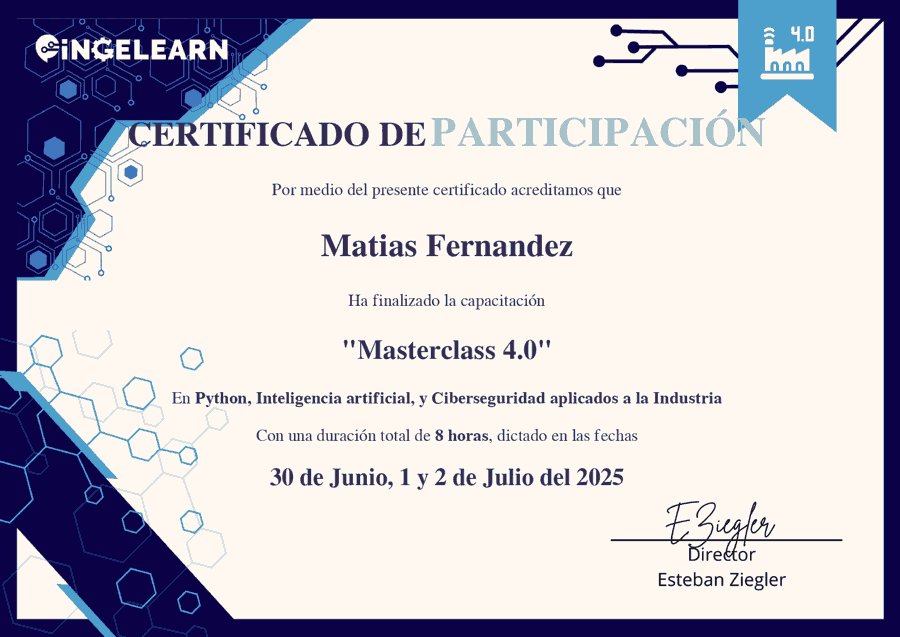 iNGELEARN
4.0
CERTIFICADO DE PARTICIPACIÓN
Por medio del presente certificado acreditamos que
Matias Fernandez
Ha finalizado la capacitación
"Masterclass 4.0"
En Python, Inteligencia artificial, y Ciberseguridad aplicados a la Industria
Con una duración total de 8 horas, dictado en las fechas
30 de Junio, 1 y 2 de Julio del 2025
EZiegler
Director
Esteban Ziegler